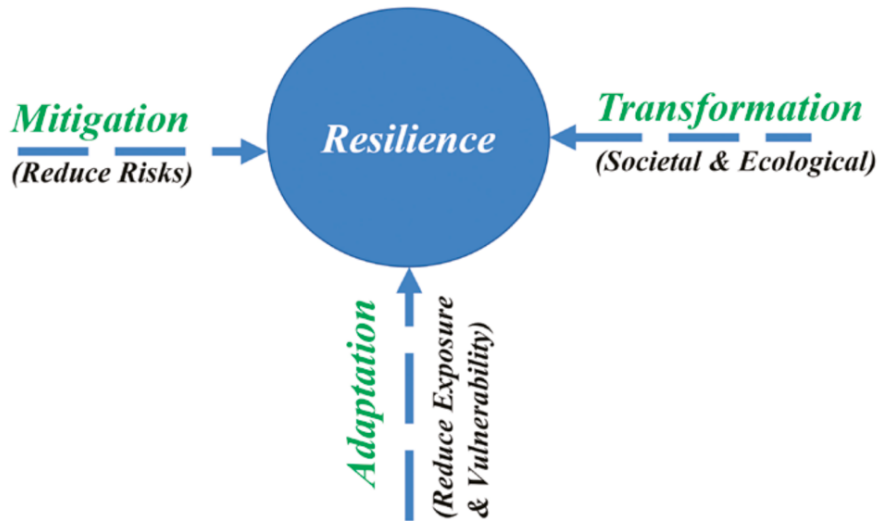 Mitigation
(Reduce Risks)
Resilience
Transformation
(Societal & Ecological)
Adaptation
(Reduce Exposure
& Vulnerability)